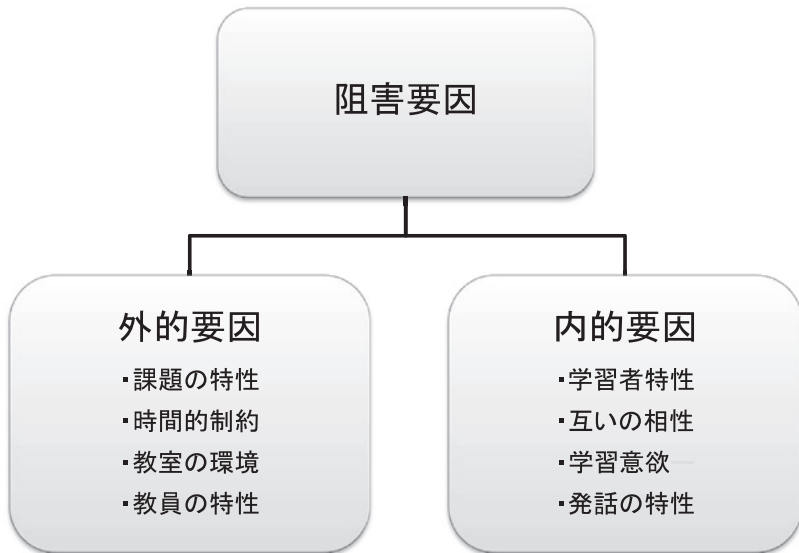 阻害要因
外的要因
・課題の特性
・時間的制約
・教室の環境
・教員の特性
内的要因
・学習者特性
・互いの相性
・学習意欲
・発話の特性